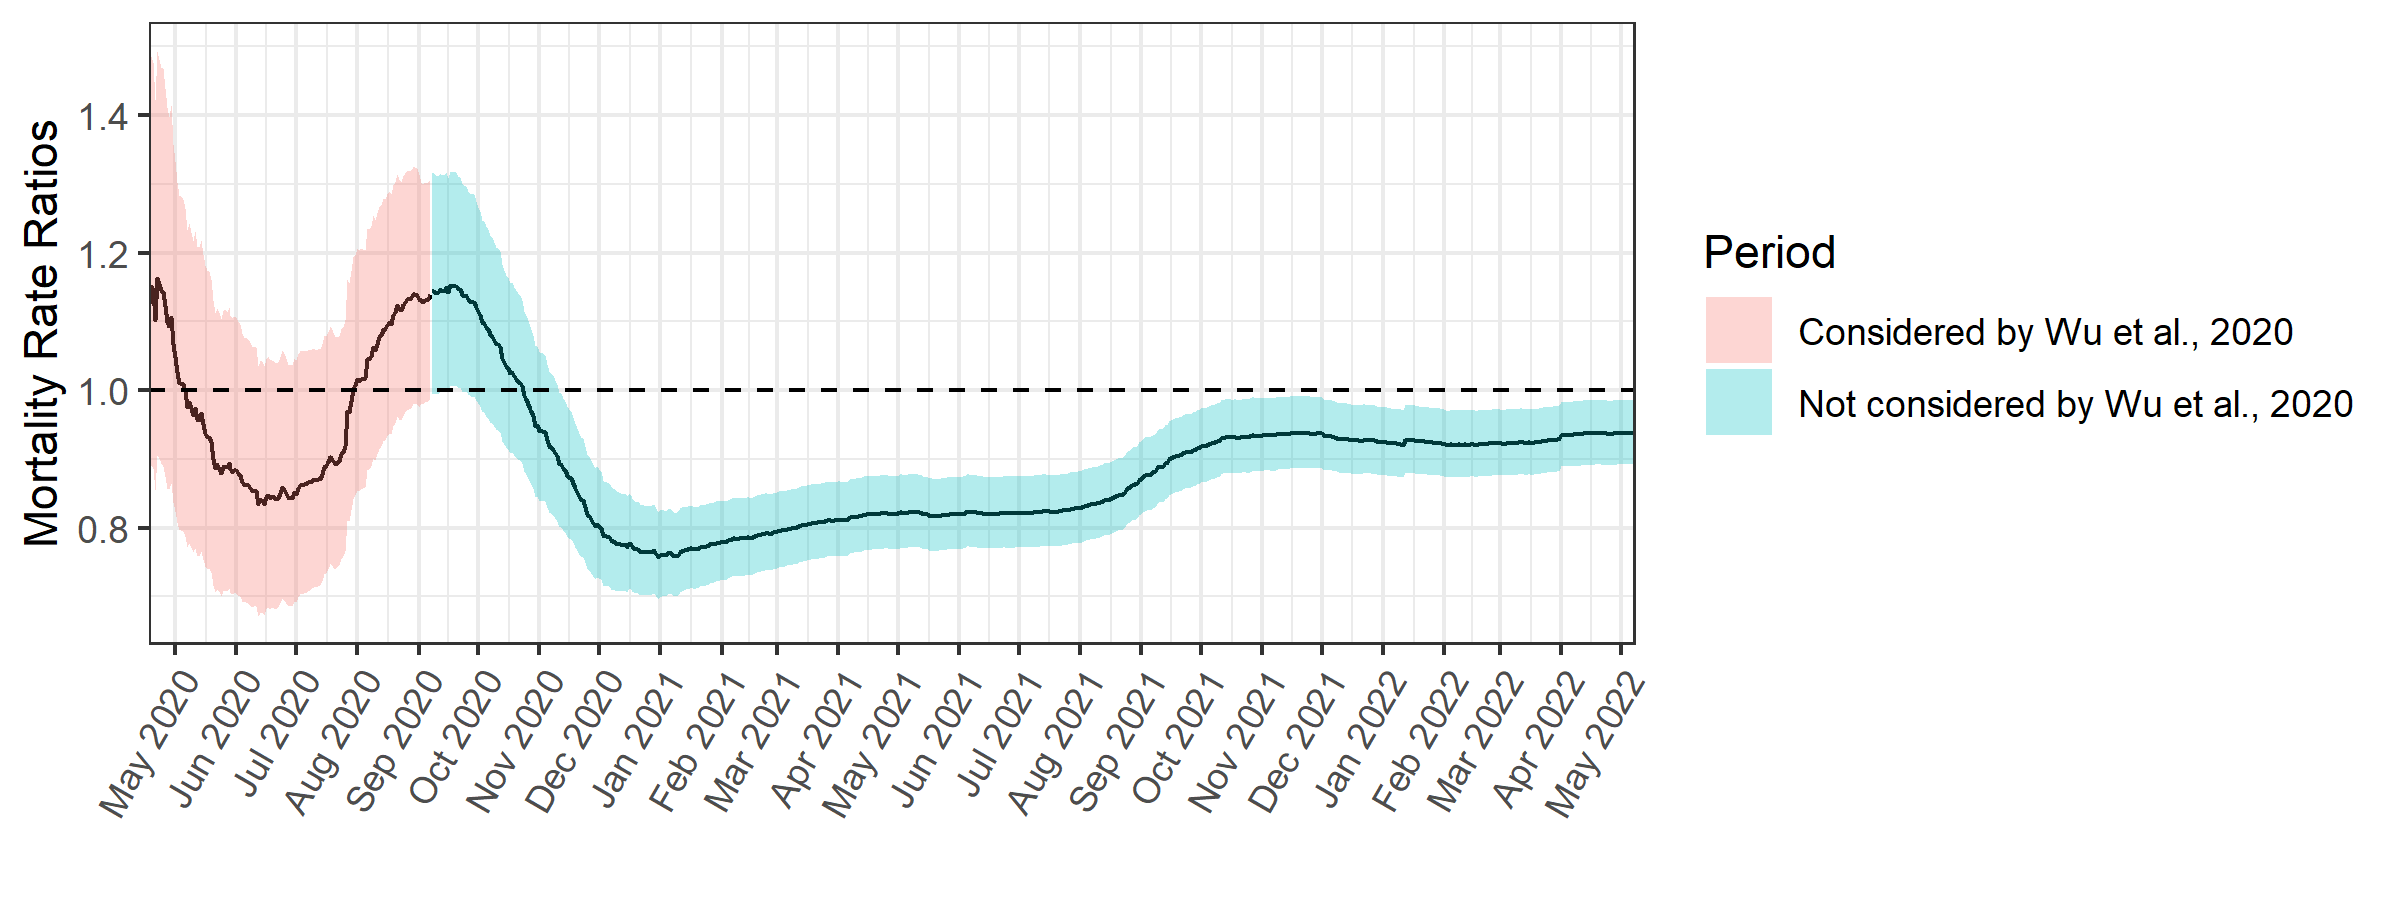 Mortality Rate Ratios
1.4
1.2
1.0
0.8
May 2020
Jun 2020
Jul 2020
Aug 2020
Sep 2020
Oct 2020
Nov 2020
Dec 2020
Jan 2021
Feb 2021
Mar 2021
Apr 2021
May 2021
Jun 2021
Jul 2021
Aug 2021
Sep 2021
Oct 2021
Nov 2021
Dec 2021
Jan 2022
Feb 2022
Mar 2022
Apr 2022
May 2022
Period
Considered by Wu et al., 2020
Not considered by Wu et al., 2020